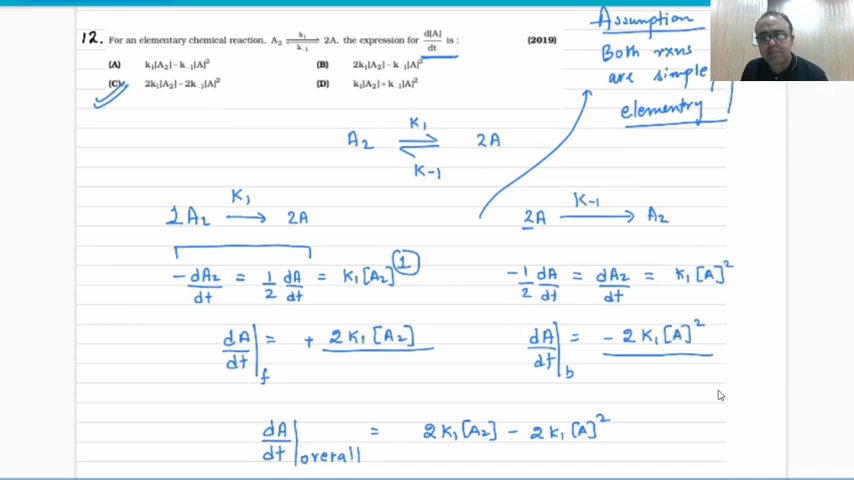 12. For an elementary chemical reaction, A₂ ⇌ 2A, the expression for d[A]/dt is : (2019)
k₁
k₋₁
(A) k₁[A₂]−k₋₁[A]² (B) 2k₁[A₂]−k₋₁[A]²
(C) 2k₁[A₂]−2k₋₁[A]² (D) k₁[A₂]+k₋₁[A]²
Assumption
Both rxns
are simple
elementry
K₁
A₂ ⇌ 2A
K-1
K₁
1A₂ → 2A
K-1
2A → A₂
-dA₂/dt = 1/2 dA/dt = K₁[A₂]¹
-1/2 dA/dt = dA₂/dt = K₁[A]²
dA/dt|f = + 2K₁[A₂]
dA/dt|b = - 2K₁[A]²
dA/dt|overall = 2K₁[A₂] - 2K₁[A]²